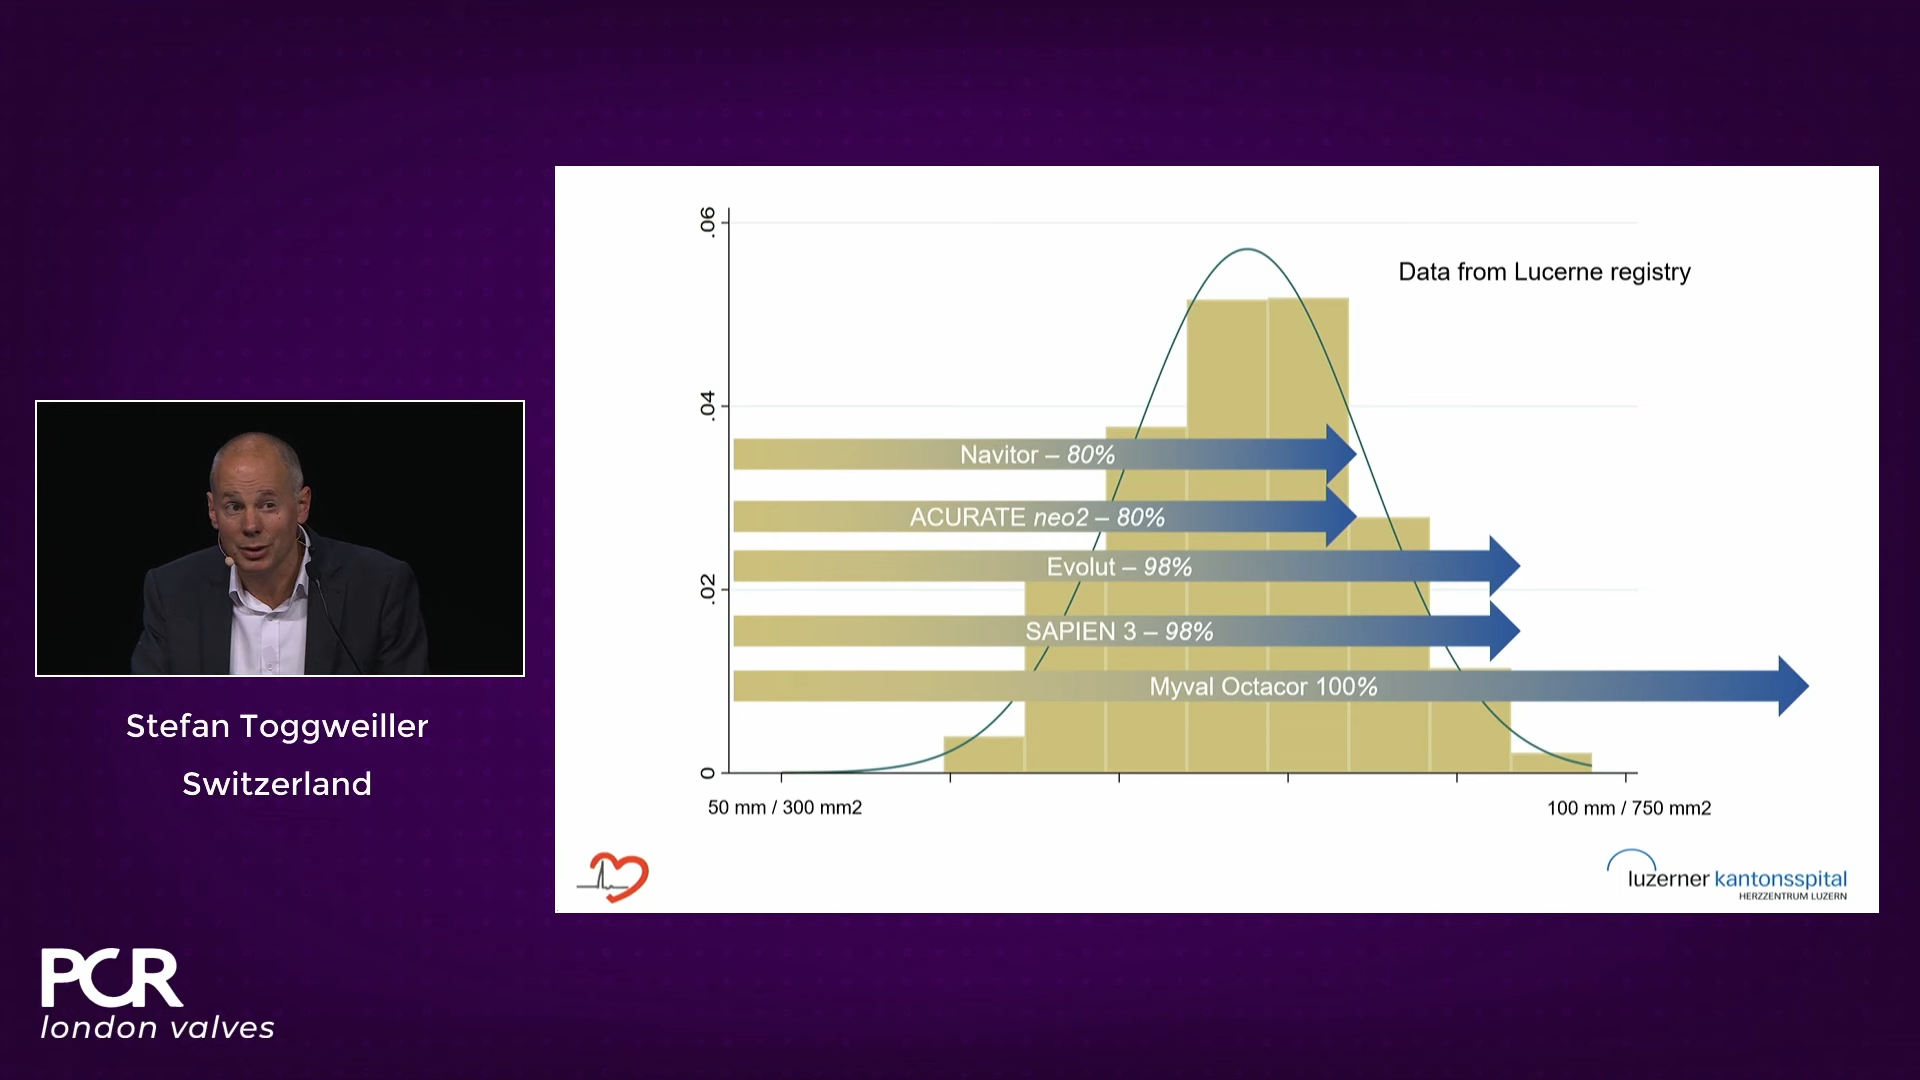 .06
Data from Lucerne registry
.04
Navitor – 80%
ACURATE neo2 – 80%
Evolut – 98%
.02
SAPIEN 3 – 98%
Myval Octacor 100%
0
50 mm / 300 mm2
100 mm / 750 mm2
luzerner kantonsspital
HERZZENTRUM LUZERN
Stefan Toggweiller
Switzerland
PCR
london valves